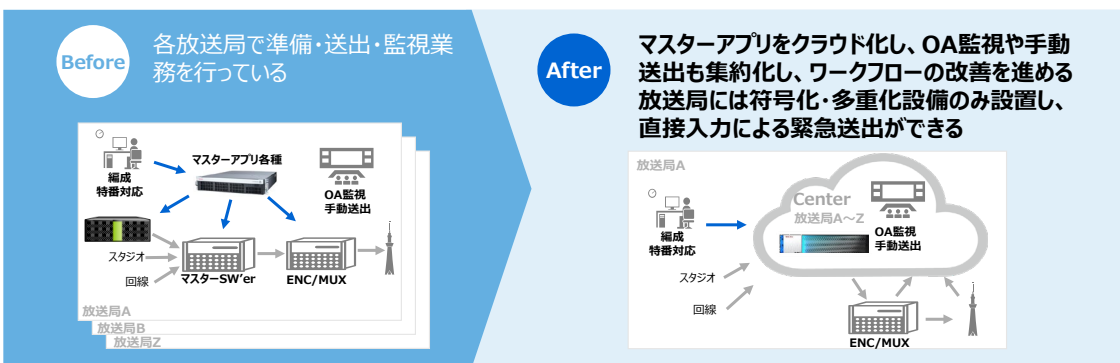 Before
各放送局で準備・送出・監視業
務を行っている
編成
特番対応
マスターアプリ各種
OA監視
手動送出
スタジオ
回線
マスターSW’er
ENC/MUX
放送局A
放送局B
放送局Z
After
マスターアプリをクラウド化し、OA監視や手動
送出も集約化し、ワークフローの改善を進める
放送局には符号化・多重化設備のみ設置し、
直接入力による緊急送出ができる
放送局A
Center
放送局A～Z
編成
特番対応
OA監視
手動送出
スタジオ
回線
ENC/MUX